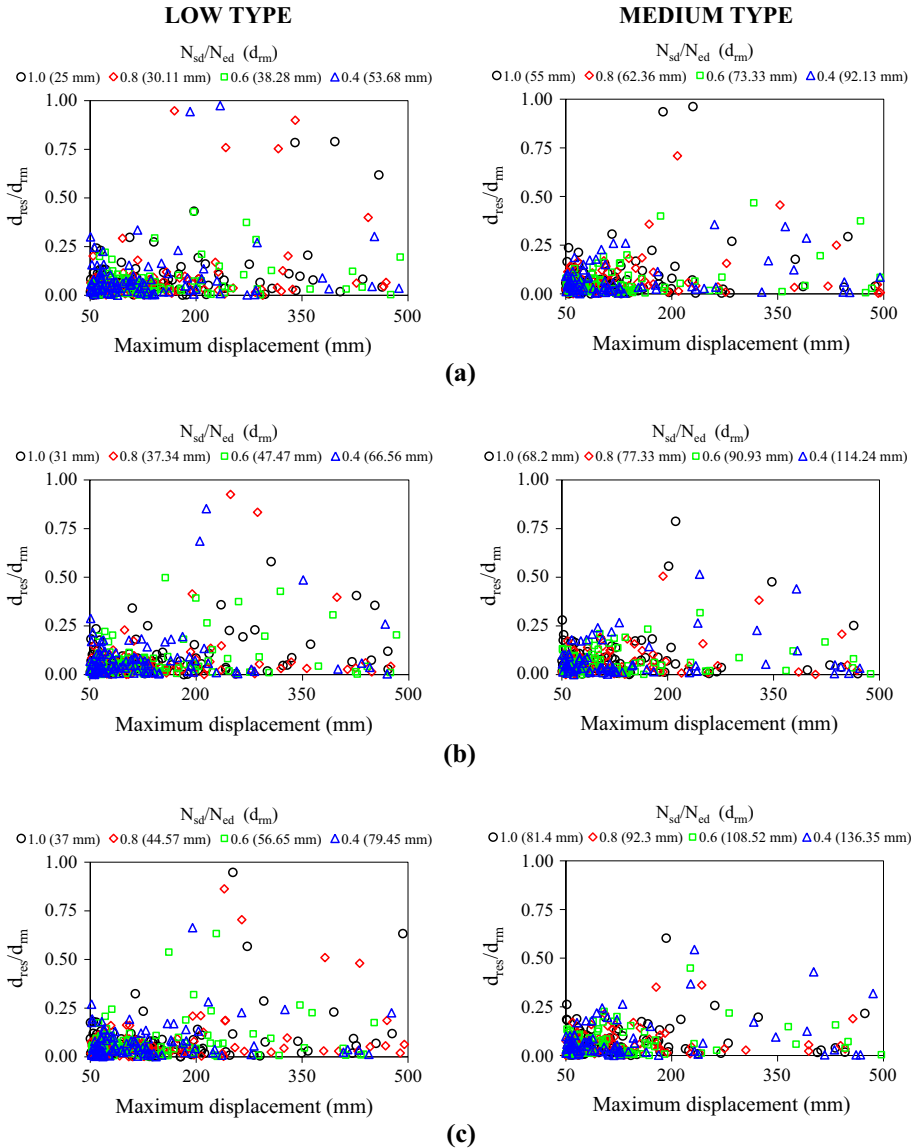 LOW TYPE
MEDIUM TYPE
Nsd/Ned (drm)
1.0 (25 mm) 0.8 (30.11 mm) 0.6 (38.28 mm) 0.4 (53.68 mm)
1.00
0.75
0.50
0.25
0.00
dres/drm
50 200 350 500
Maximum displacement (mm)
Nsd/Ned (drm)
1.0 (55 mm) 0.8 (62.36 mm) 0.6 (73.33 mm) 0.4 (92.13 mm)
1.00
0.75
0.50
0.25
0.00
dres/drm
50 200 350 500
Maximum displacement (mm)
(a)
Nsd/Ned (drm)
1.0 (31 mm) 0.8 (37.34 mm) 0.6 (47.47 mm) 0.4 (66.56 mm)
1.00
0.75
0.50
0.25
0.00
dres/drm
50 200 350 500
Maximum displacement (mm)
Nsd/Ned (drm)
1.0 (68.2 mm) 0.8 (77.33 mm) 0.6 (90.93 mm) 0.4 (114.24 mm)
1.00
0.75
0.50
0.25
0.00
dres/drm
50 200 350 500
Maximum displacement (mm)
(b)
Nsd/Ned (drm)
1.0 (37 mm) 0.8 (44.57 mm) 0.6 (56.65 mm) 0.4 (79.45 mm)
1.00
0.75
0.50
0.25
0.00
dres/drm
50 200 350 500
Maximum displacement (mm)
Nsd/Ned (drm)
1.0 (81.4 mm) 0.8 (92.3 mm) 0.6 (108.52 mm) 0.4 (136.35 mm)
1.00
0.75
0.50
0.25
0.00
dres/drm
50 200 350 500
Maximum displacement (mm)
(c)